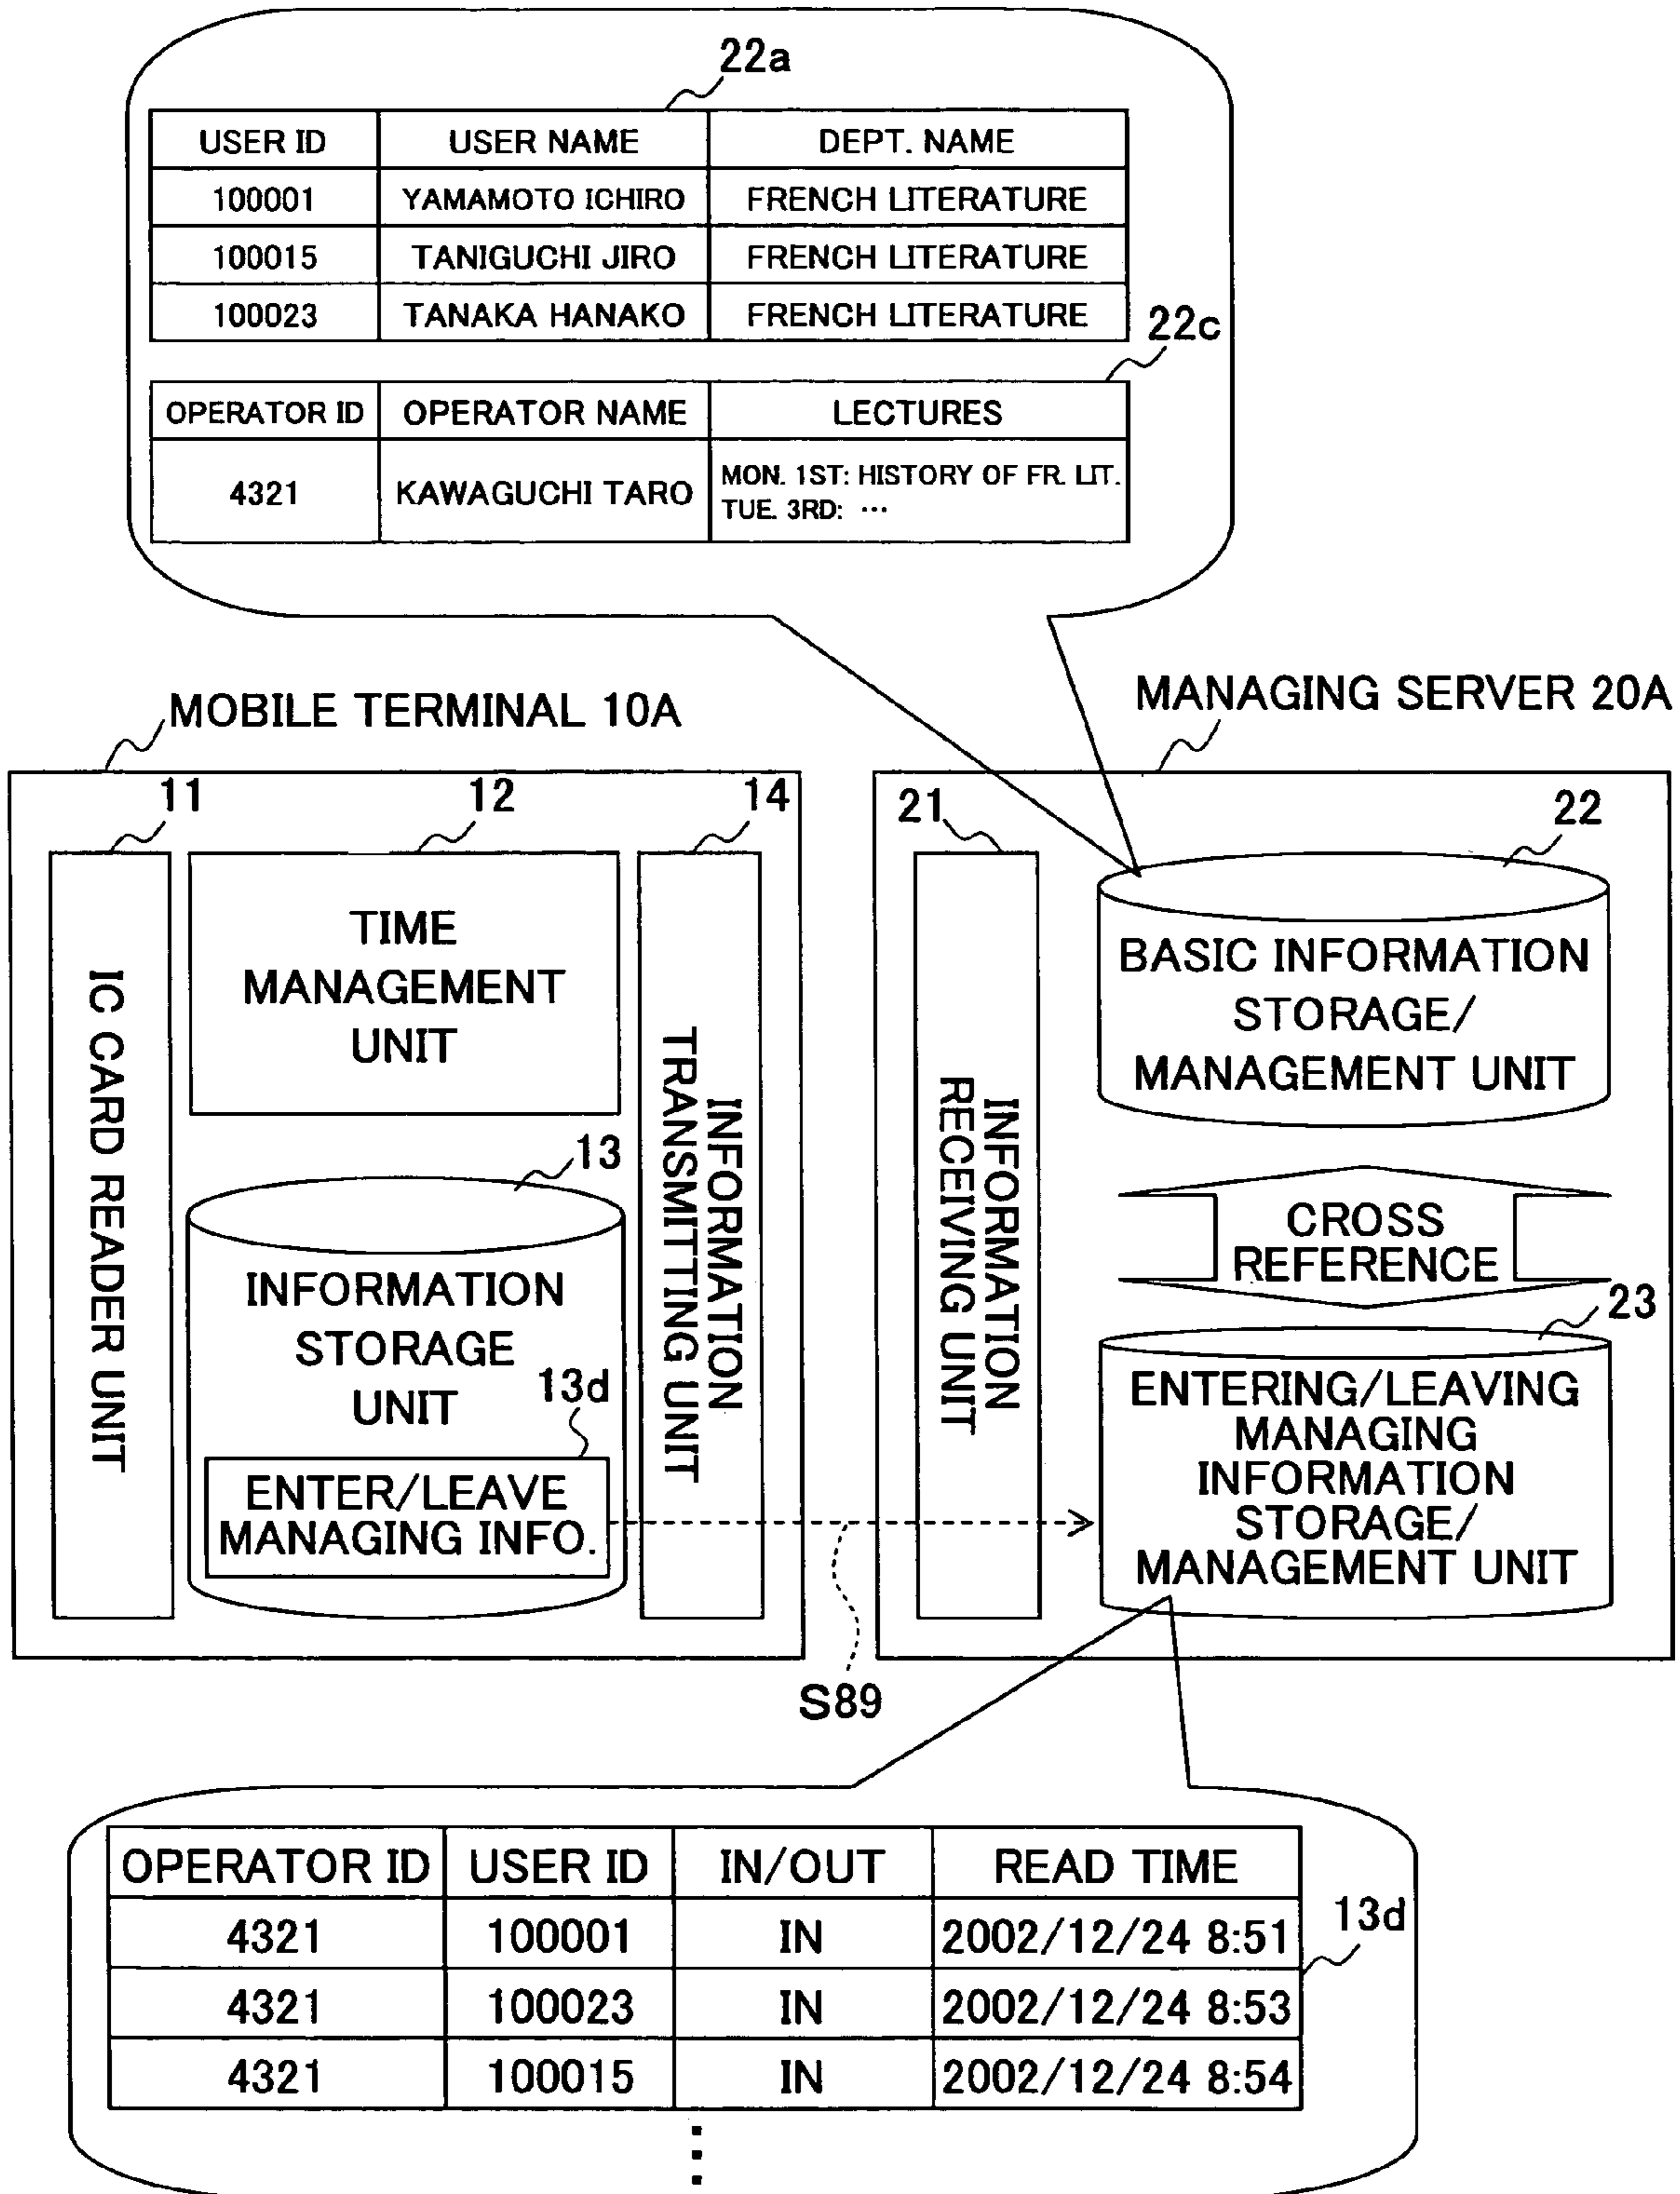 22a
USER ID USER NAME DEPT. NAME
100001 YAMAMOTO ICHIRO FRENCH LITERATURE
100015 TANIGUCHI JIRO FRENCH LITERATURE
100023 TANAKA HANAKO FRENCH LITERATURE
22c
OPERATOR ID OPERATOR NAME LECTURES
4321 KAWAGUCHI TARO MON. 1ST: HISTORY OF FR. LIT.
TUE. 3RD: …
MOBILE TERMINAL 10A
11
12
14
IC CARD READER UNIT
TIME
MANAGEMENT
UNIT
13
INFORMATION
STORAGE
UNIT
13d
ENTER/LEAVE
MANAGING INFO.
INFORMATION
TRANSMITTING UNIT
MANAGING SERVER 20A
21
22
INFORMATION
RECEIVING UNIT
BASIC INFORMATION
STORAGE/
MANAGEMENT UNIT
CROSS
REFERENCE
23
ENTERING/LEAVING
MANAGING
INFORMATION
STORAGE/
MANAGEMENT UNIT
S89
OPERATOR ID USER ID IN/OUT READ TIME
4321 100001 IN 2002/12/24 8:51
4321 100023 IN 2002/12/24 8:53
4321 100015 IN 2002/12/24 8:54
13d
⋮